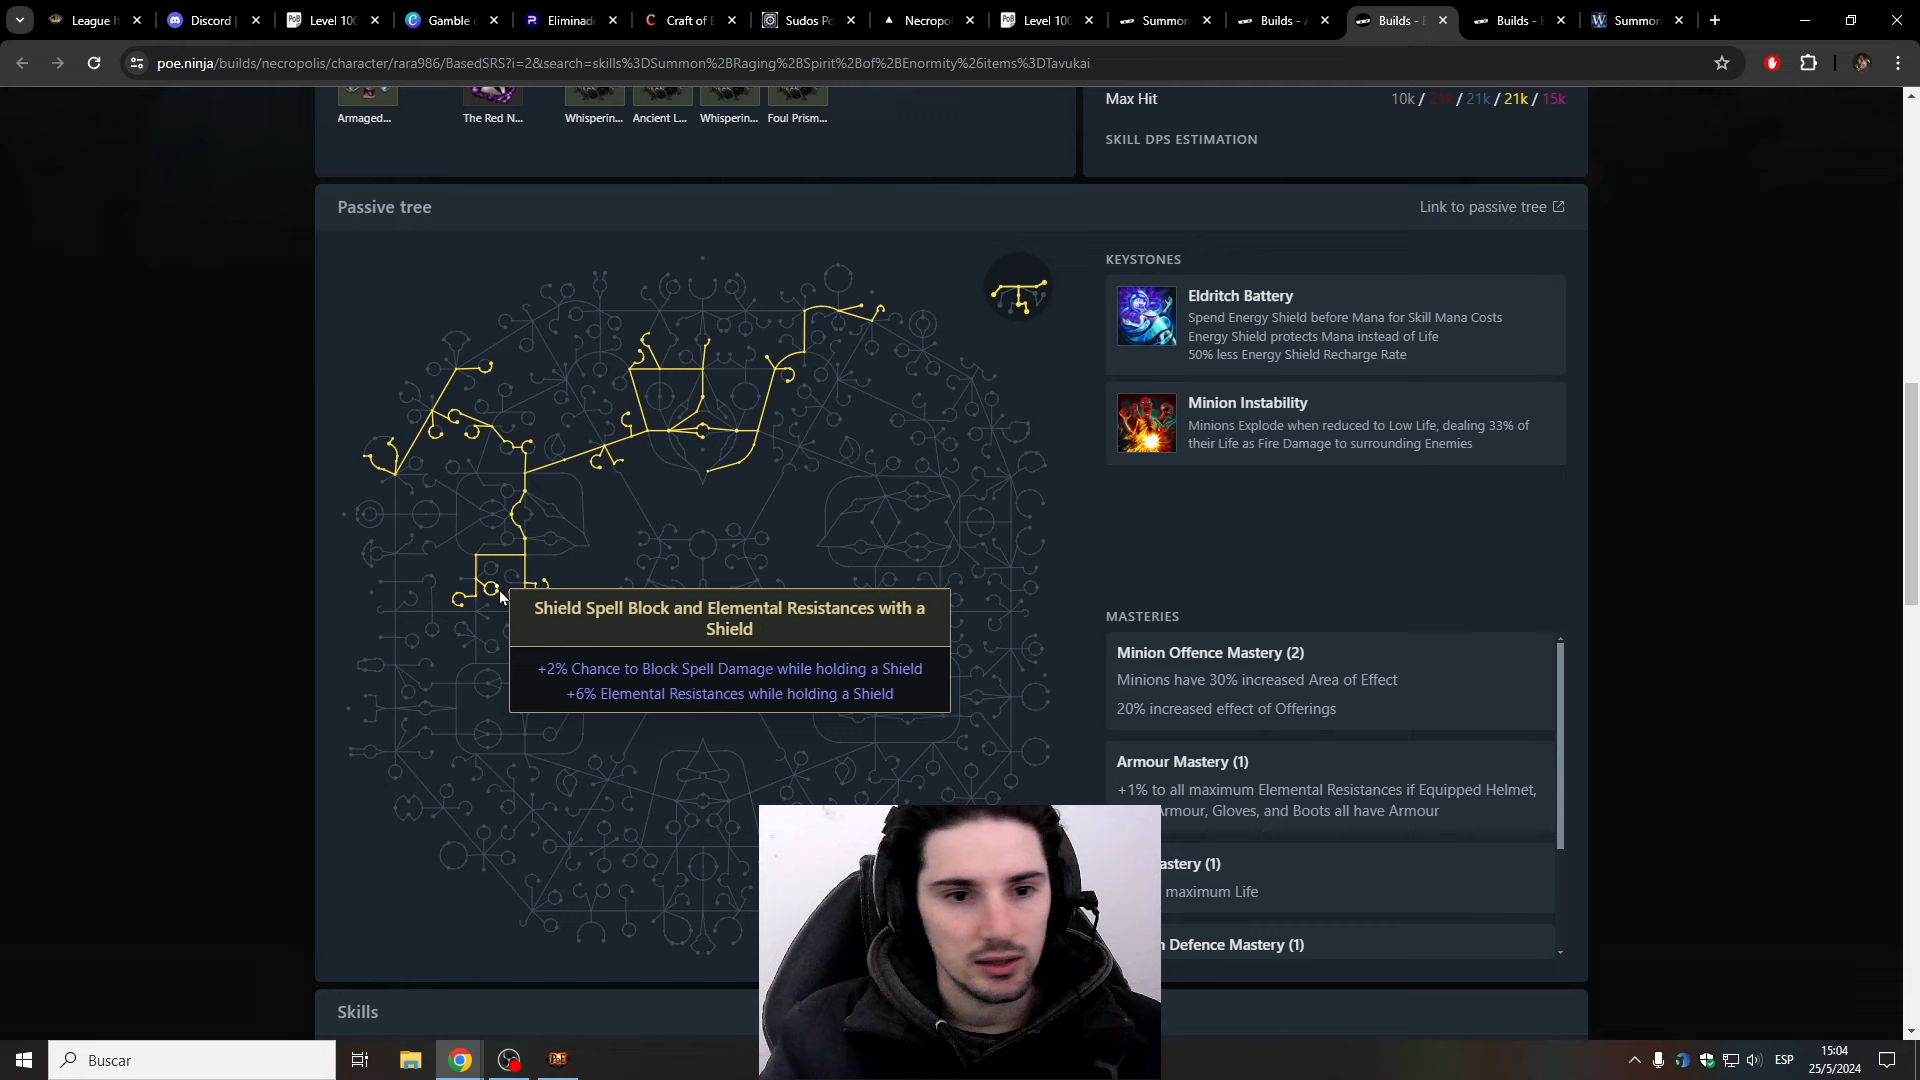 League I
Discord |
Level 100
Gamble
Eliminad
Craft of E
Sudos Po
Necropol
Level 100
Summon
Builds - A
Builds - E
Builds - E
Summon
poe.ninja/builds/necropolis/character/rara986/BasedSRS?i=2&search=skills%3DSummon%2BRaging%2BSpirit%2Bof%2BEnormity%26items%3DTavukai
Armaged...
The Red N...
Whisperin...
Ancient L...
Whisperin...
Foul Prism...
Max Hit
10k / 21k / 21k / 21k / 15k
SKILL DPS ESTIMATION
Passive tree
Link to passive tree
KEYSTONES
Eldritch Battery
Spend Energy Shield before Mana for Skill Mana Costs
Energy Shield protects Mana instead of Life
50% less Energy Shield Recharge Rate
Minion Instability
Minions Explode when reduced to Low Life, dealing 33% of
their Life as Fire Damage to surrounding Enemies
Shield Spell Block and Elemental Resistances with a
Shield
+2% Chance to Block Spell Damage while holding a Shield
+6% Elemental Resistances while holding a Shield
MASTERIES
Minion Offence Mastery (2)
Minions have 30% increased Area of Effect
20% increased effect of Offerings
Armour Mastery (1)
+1% to all maximum Elemental Resistances if Equipped Helmet,
rmour, Gloves, and Boots all have Armour
astery (1)
maximum Life
n Defence Mastery (1)
Skills
Buscar
ESP
15:04
25/5/2024